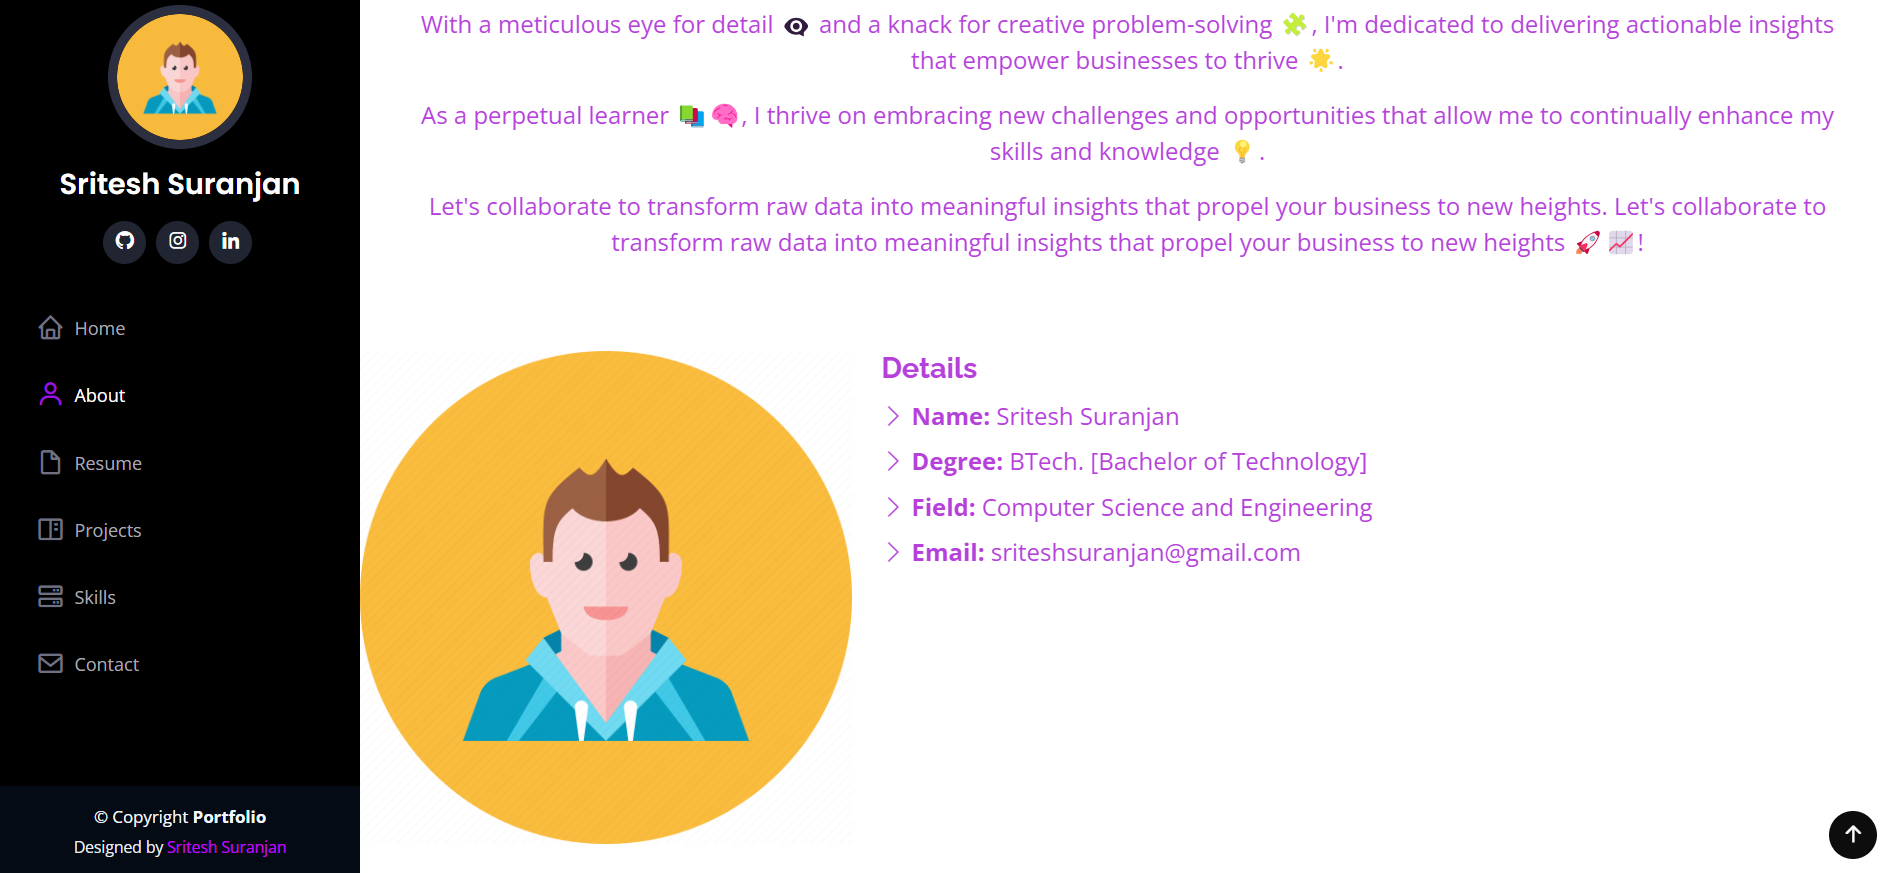 Sritesh Suranjan
Home
About
Resume
Projects
Skills
Contact
© Copyright Portfolio
Designed by Sritesh Suranjan
With a meticulous eye for detail 👁️ and a knack for creative problem-solving 🧩, I'm dedicated to delivering actionable insights
that empower businesses to thrive 🌟.
As a perpetual learner 📚🧠, I thrive on embracing new challenges and opportunities that allow me to continually enhance my
skills and knowledge 💡.
Let's collaborate to transform raw data into meaningful insights that propel your business to new heights. Let's collaborate to
transform raw data into meaningful insights that propel your business to new heights 🚀📈!
Details
Name: Sritesh Suranjan
Degree: BTech. [Bachelor of Technology]
Field: Computer Science and Engineering
Email: sriteshsuranjan@gmail.com